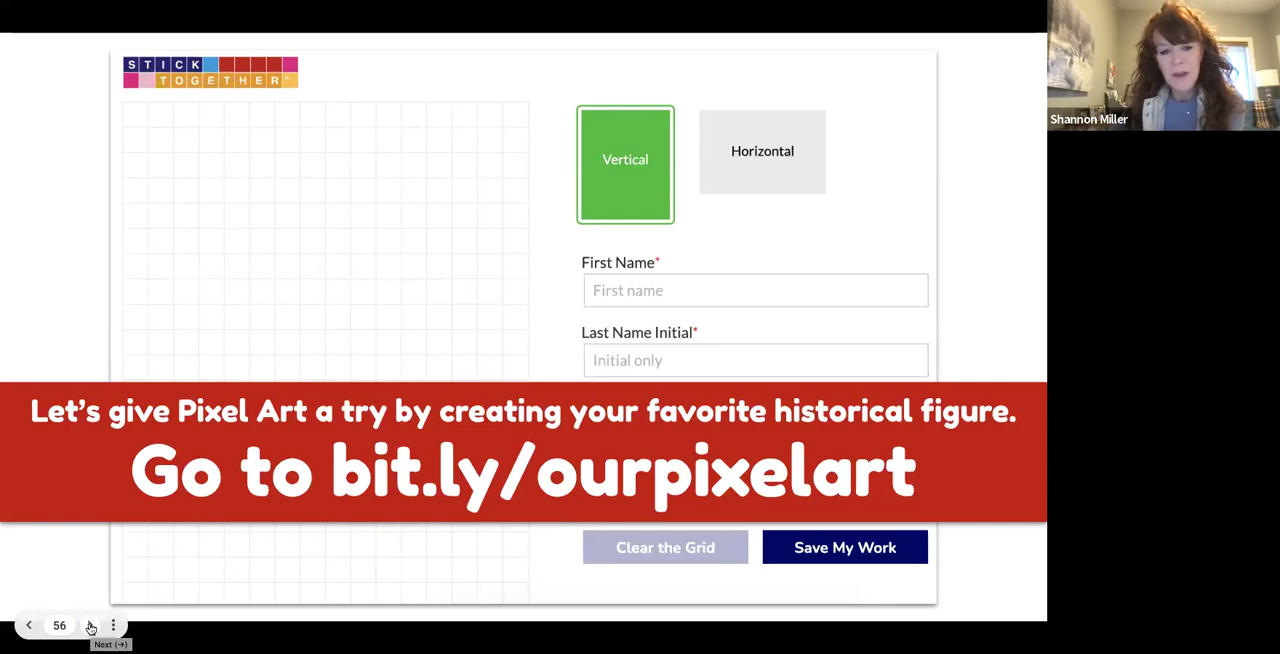 STICK
TOGETHER
Vertical
Horizontal
First Name*
First name
Last Name Initial*
Initial only
Let's give Pixel Art a try by creating your favorite historical figure.
Go to bit.ly/ourpixelart
Clear the Grid
Save My Work
56
Next (→)
Shannon Miller